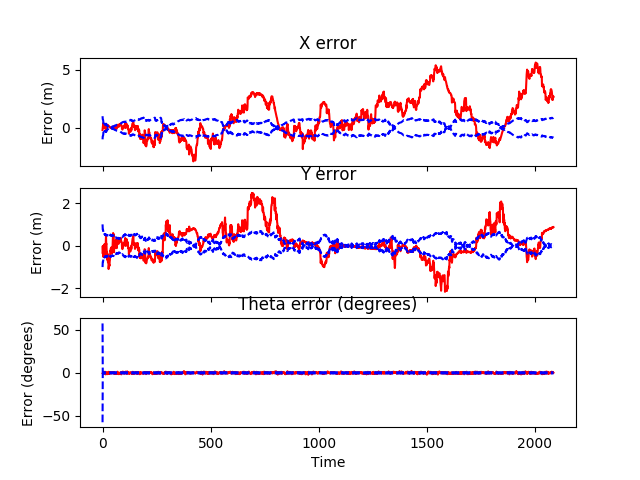 X error
5
0
Error (m)
Y error
2
0
−2
Error (m)
Theta error (degrees)
50
0
−50
Error (degrees)
0 500 1000 1500 2000
Time